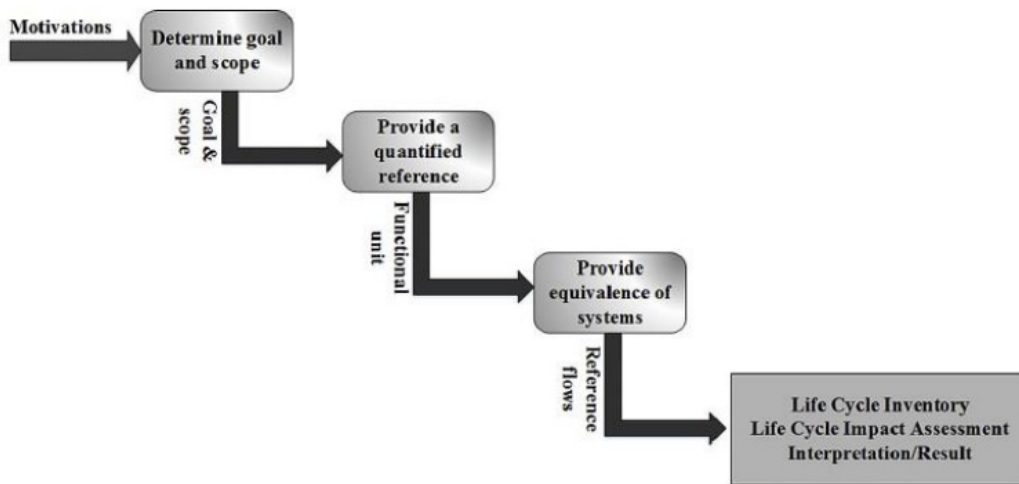 Motivations
Determine goal
and scope
Goal &
scope
Provide a
quantified
reference
Functional
unit
Provide
equivalence of
systems
Reference
flows
Life Cycle Inventory
Life Cycle Impact Assessment
Interpretation/Result